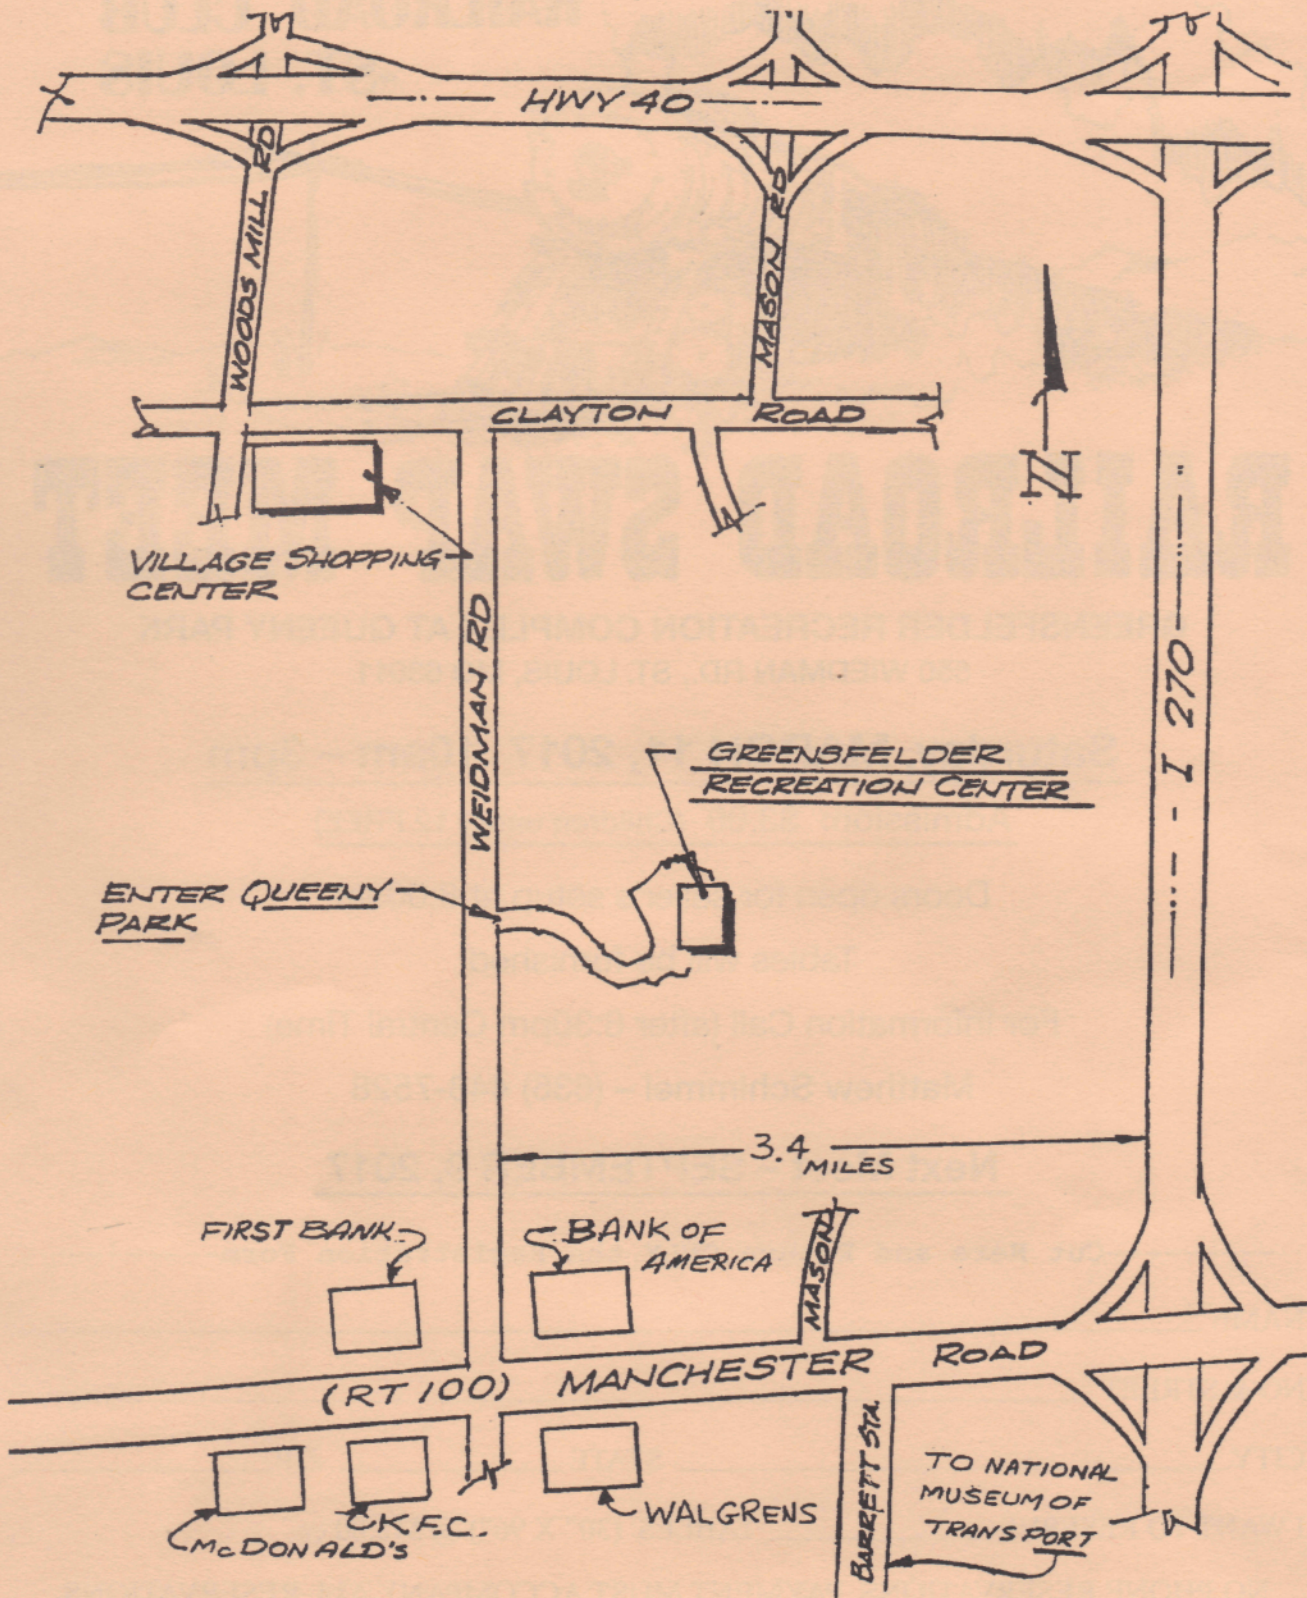 HWY 40
WOODS MILL RD
MASON RD
CLAYTON ROAD
N
VILLAGE SHOPPING
CENTER
WEIDMAN RD
I 270
GREENSFELDER
RECREATION CENTER
ENTER QUEENY
PARK
3.4
MILES
FIRST BANK
BANK OF
AMERICA
MASON
(RT 100) MANCHESTER ROAD
BARRETT STA.
TO NATIONAL
MUSEUM OF
TRANSPORT
WALGRENS
K.F.C.
McDONALD'S